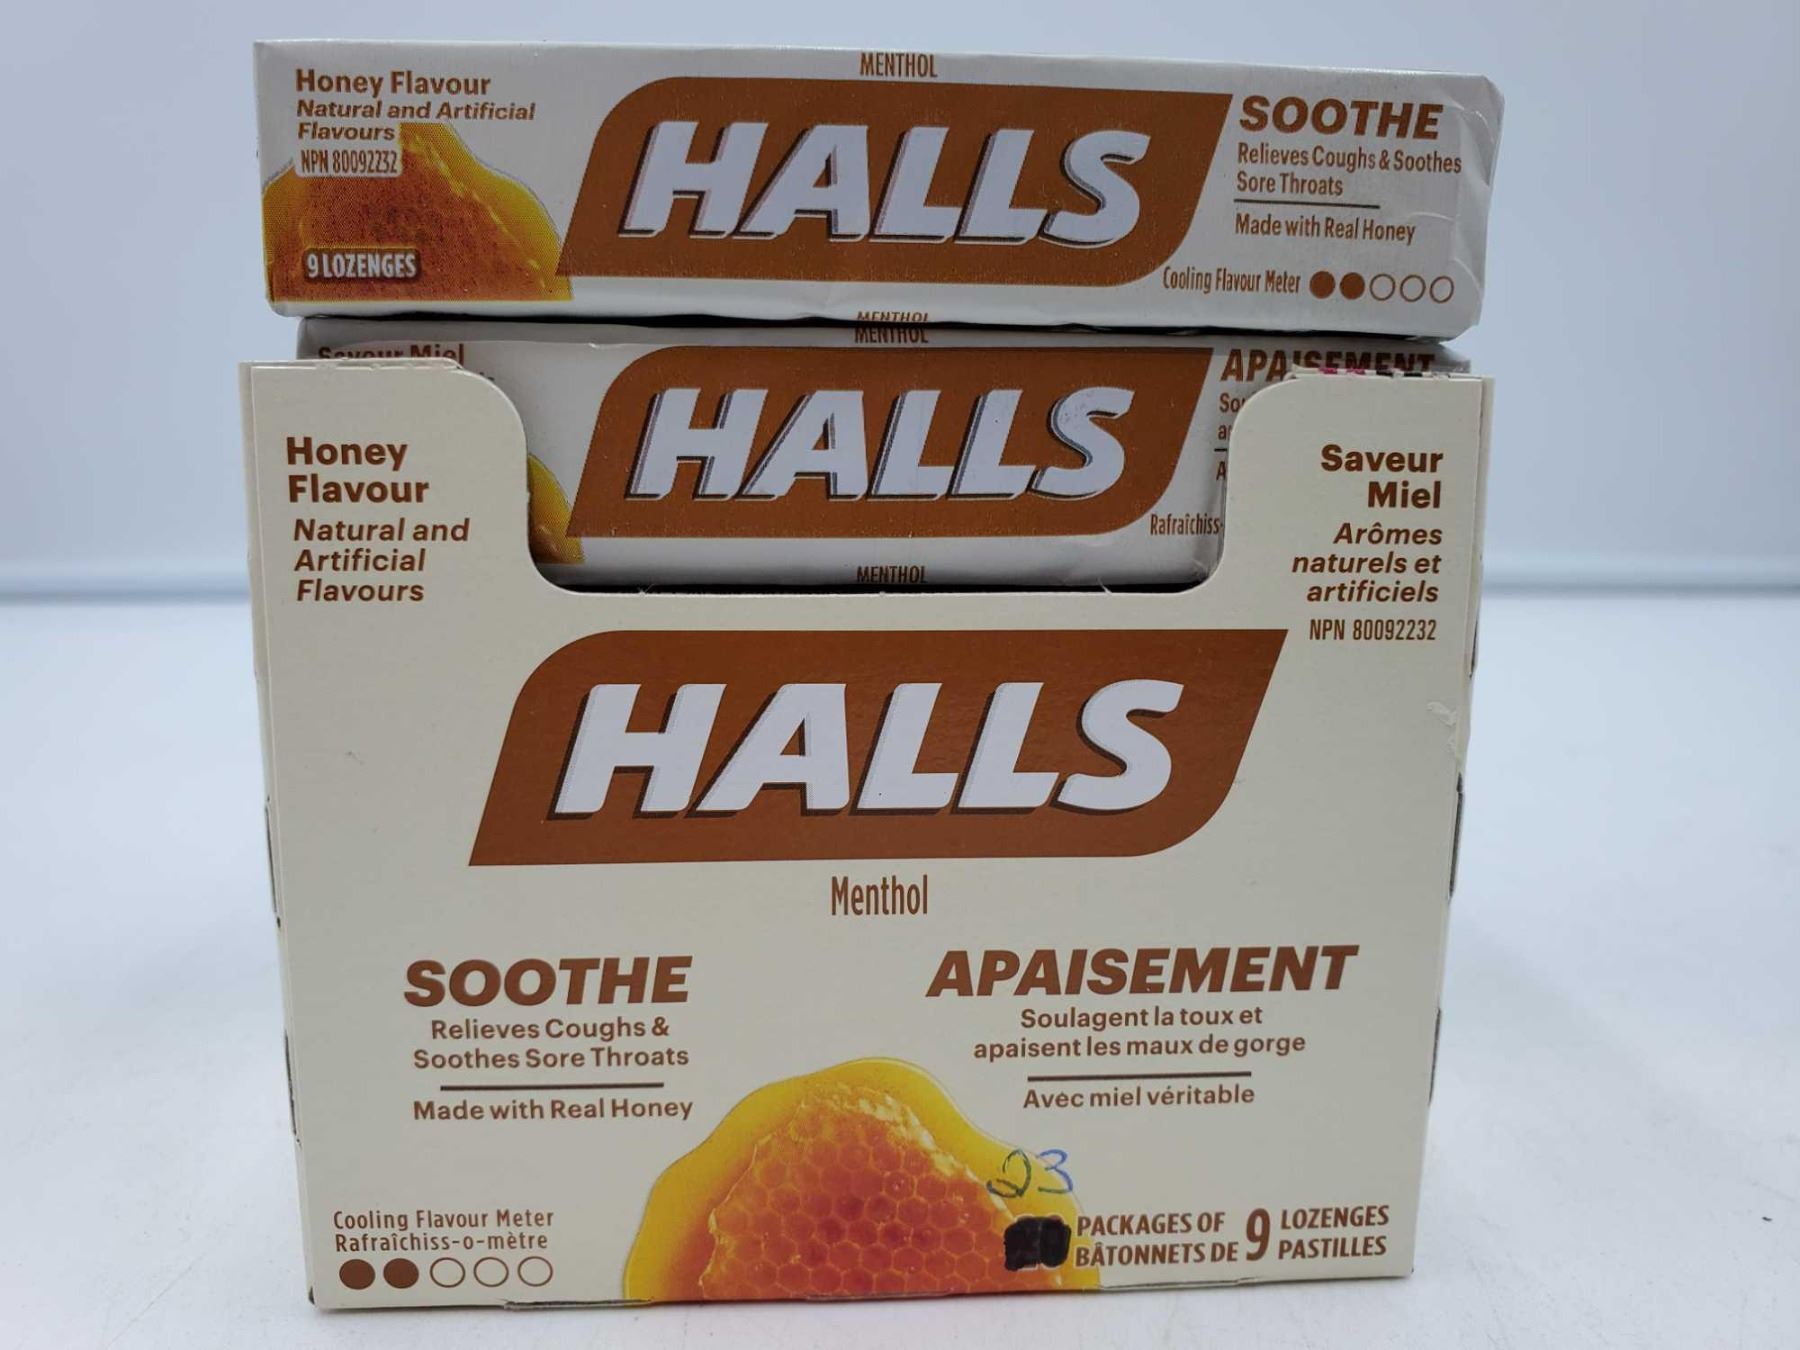 MENTHOL
Honey Flavour
Natural and Artificial
Flavours
NPN 80092232
9 LOZENGES
HALLS
SOOTHE
Relieves Coughs & Soothes
Sore Throats
Made with Real Honey
Cooling Flavour Meter
MENTHOL
MENTHOL
Saveur Miel
HALLS
APAISEMENT
Rafraîchiss-
MENTHOL
Honey
Flavour
Natural and
Artificial
Flavours
Saveur
Miel
Arômes
naturels et
artificiels
NPN 80092232
HALLS
Menthol
SOOTHE
Relieves Coughs &
Soothes Sore Throats
Made with Real Honey
APAISEMENT
Soulagent la toux et
apaisent les maux de gorge
Avec miel véritable
Cooling Flavour Meter
Rafraîchiss-o-mètre
23
PACKAGES OF 9 LOZENGES
BÂTONNETS DE PASTILLES